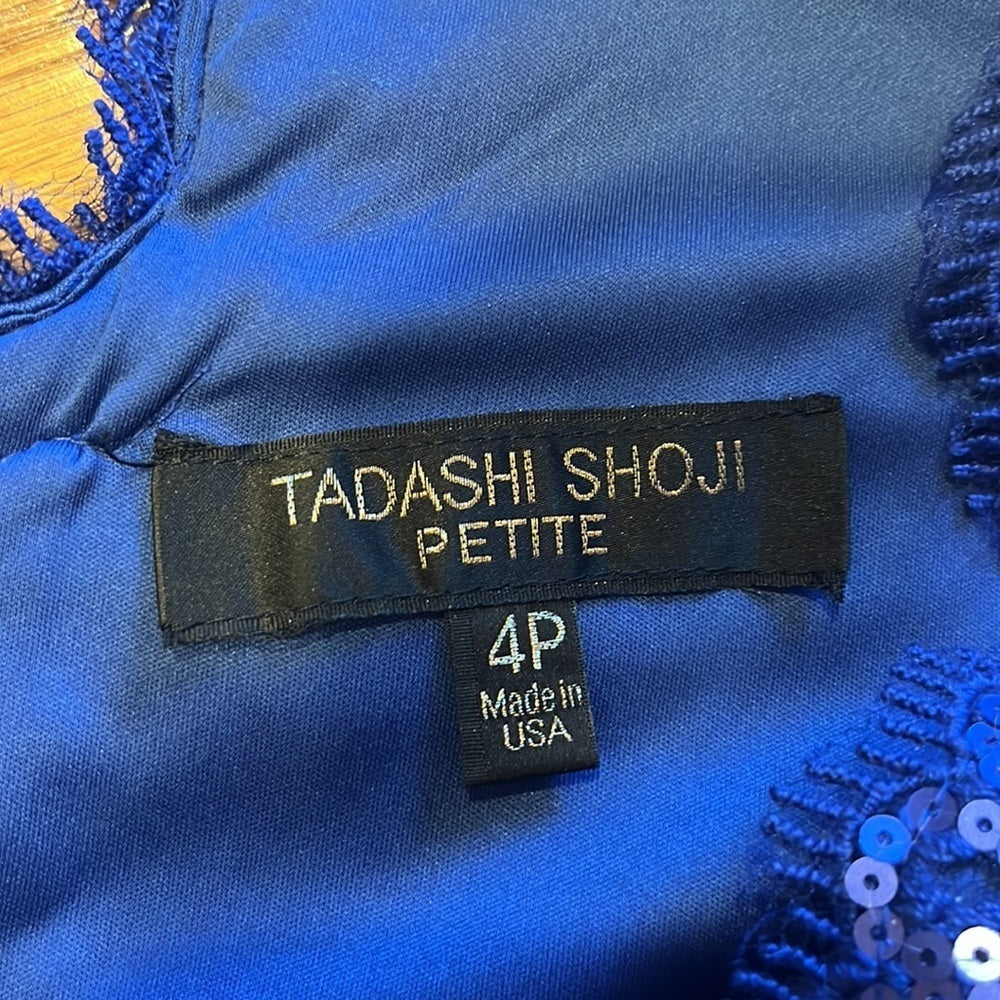 TADASHI SHOJI
PETITE
4P
Made in
USA